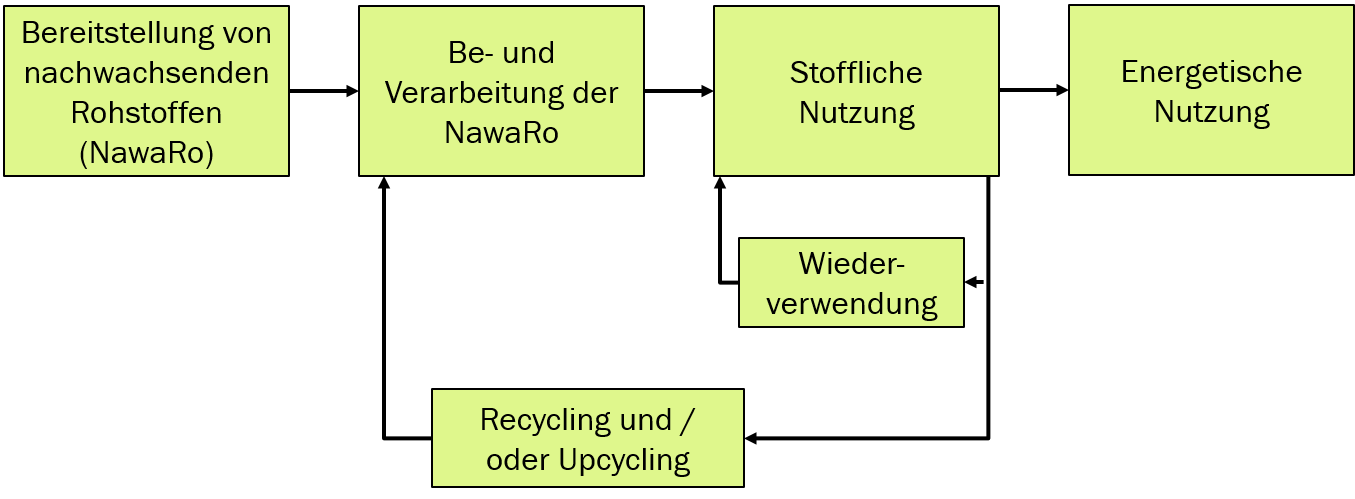 Bereitstellung von
nachwachsenden
Rohstoffen
(NawaRo)
Be- und
Verarbeitung der
NawaRo
Stoffliche
Nutzung
Energetische
Nutzung
Wieder-
verwendung
Recycling und /
oder Upcycling